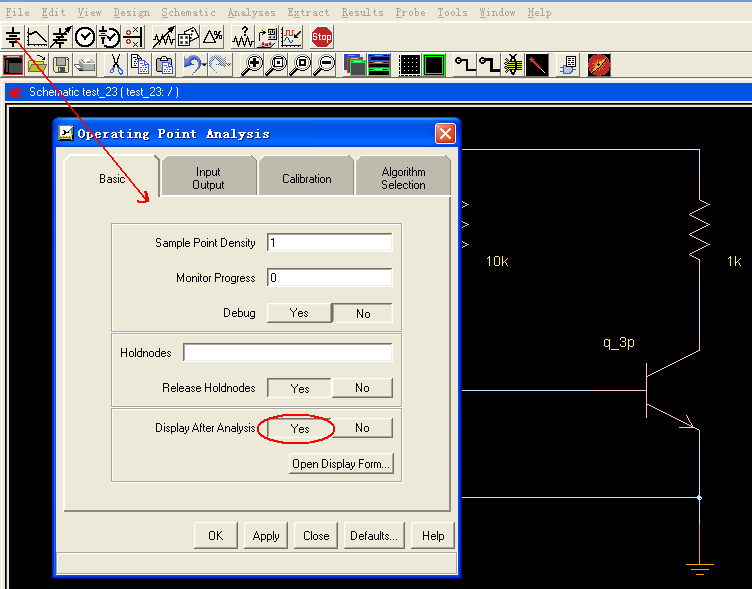 File Edit View Design Schematic Analyses Extract Results Probe Tools Window Help
Stop
Schematic test_23 ( test_23: / )
Operating Point Analysis
Basic
Input
Output
Calibration
Algorithm
Selection
Sample Point Density 1
Monitor Progress 0
Debug Yes No
Holdnodes
Release Holdnodes Yes No
Display After Analysis Yes No
Open Display Form...
OK Apply Close Defaults... Help
10k
1k
q_3p